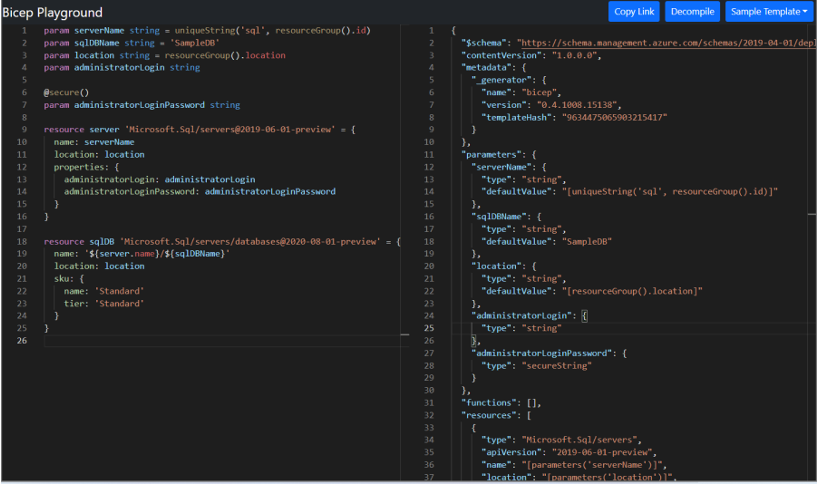 Bicep Playground
Copy Link
Decompile
Sample Template
1 param serverName string = uniqueString('sql', resourceGroup().id)
2 param sqlDBName string = 'SampleDB'
3 param location string = resourceGroup().location
4 param administratorLogin string
5
6 @secure()
7 param administratorLoginPassword string
8
9 resource server 'Microsoft.Sql/servers@2019-06-01-preview' = {
10 name: serverName
11 location: location
12 properties: {
13 administratorLogin: administratorLogin
14 administratorLoginPassword: administratorLoginPassword
15 }
16 }
17
18 resource sqlDB 'Microsoft.Sql/servers/databases@2020-08-01-preview' = {
19 name: '${server.name}/${sqlDBName}'
20 location: location
21 sku: {
22 name: 'Standard'
23 tier: 'Standard'
24 }
25 }
26
1 {
2 "$schema": "https://schema.management.azure.com/schemas/2019-04-01/depl
3 "contentVersion": "1.0.0.0",
4 "metadata": {
5 "_generator": {
6 "name": "bicep",
7 "version": "0.4.1008.15138",
8 "templateHash": "9634475065903215417"
9 }
10 },
11 "parameters": {
12 "serverName": {
13 "type": "string",
14 "defaultValue": "[uniqueString('sql', resourceGroup().id)]"
15 },
16 "sqlDBName": {
17 "type": "string",
18 "defaultValue": "SampleDB"
19 },
20 "location": {
21 "type": "string",
22 "defaultValue": "[resourceGroup().location]"
23 },
24 "administratorLogin": {
25 "type": "string"
26 },
27 "administratorLoginPassword": {
28 "type": "secureString"
29 }
30 },
31 "functions": [],
32 "resources": [
33 {
34 "type": "Microsoft.Sql/servers",
35 "apiVersion": "2019-06-01-preview",
36 "name": "[parameters('serverName')]",
37 "location": "[parameters('location')]",